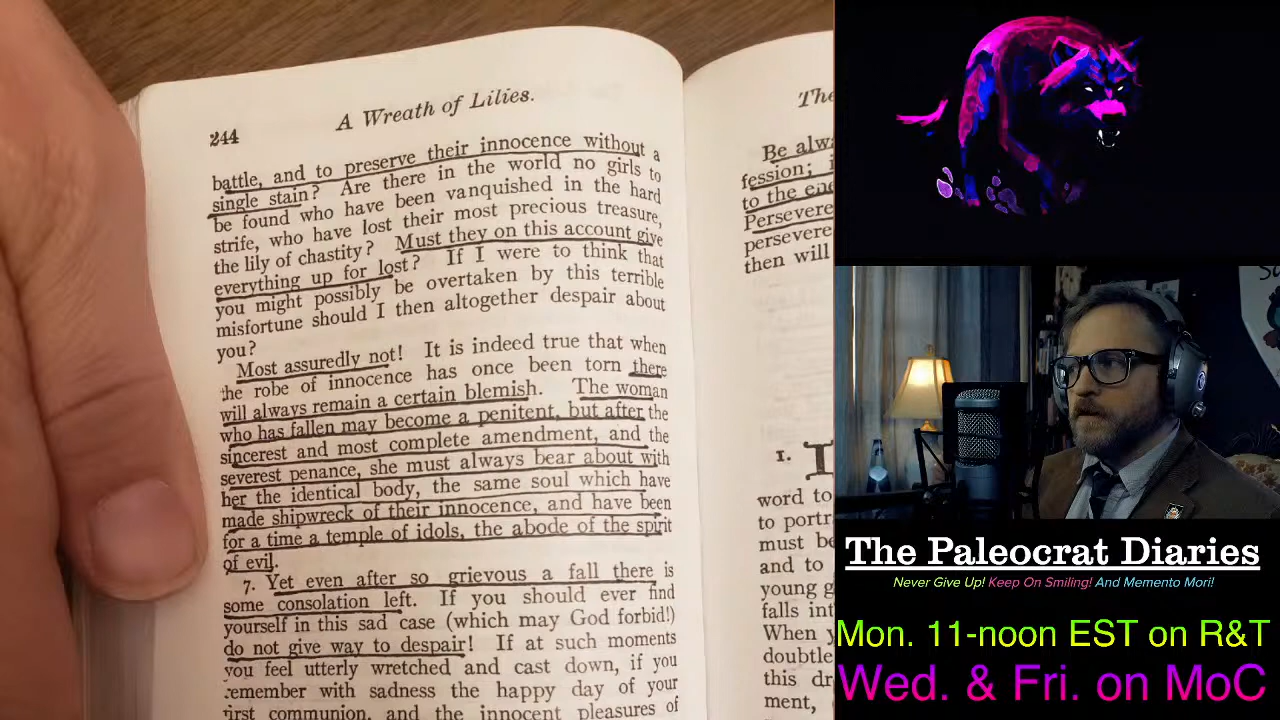 244
A Wreath of Lilies.
battle, and to preserve their innocence without a
single stain? Are there in the world no girls to
be found who have been vanquished in the hard
strife, who have lost their most precious treasure,
the lily of chastity? Must they on this account give
everything up for lost? If I were to think that
you might possibly be overtaken by this terrible
misfortune should I then altogether despair about
you?
Most assuredly not! It is indeed true that when
the robe of innocence has once been torn there
will always remain a certain blemish. The woman
who has fallen may become a penitent, but after the
sincerest and most complete amendment, and the
severest penance, she must always bear about with
her the identical body, the same soul which have
made shipwreck of their innocence, and have been
for a time a temple of idols, the abode of the spirit
of evil.
7. Yet even after so grievous a fall there is
some consolation left. If you should ever find
yourself in this sad case (which may God forbid!)
do not give way to despair! If at such moments
you feel utterly wretched and cast down, if you
remember with sadness the happy day of your
first communion, and the innocent pleasures of
The
Be alwa
fession; i
to the end
Persevere
persevere
then will
1. I
word to
to portr
must be
and to
young g
falls int
When y
doubtle
this dr
ment,
The Paleocrat Diaries
Never Give Up! Keep On Smiling! And Memento Mori!
Mon. 11-noon EST on R&T
Wed. & Fri. on MoC